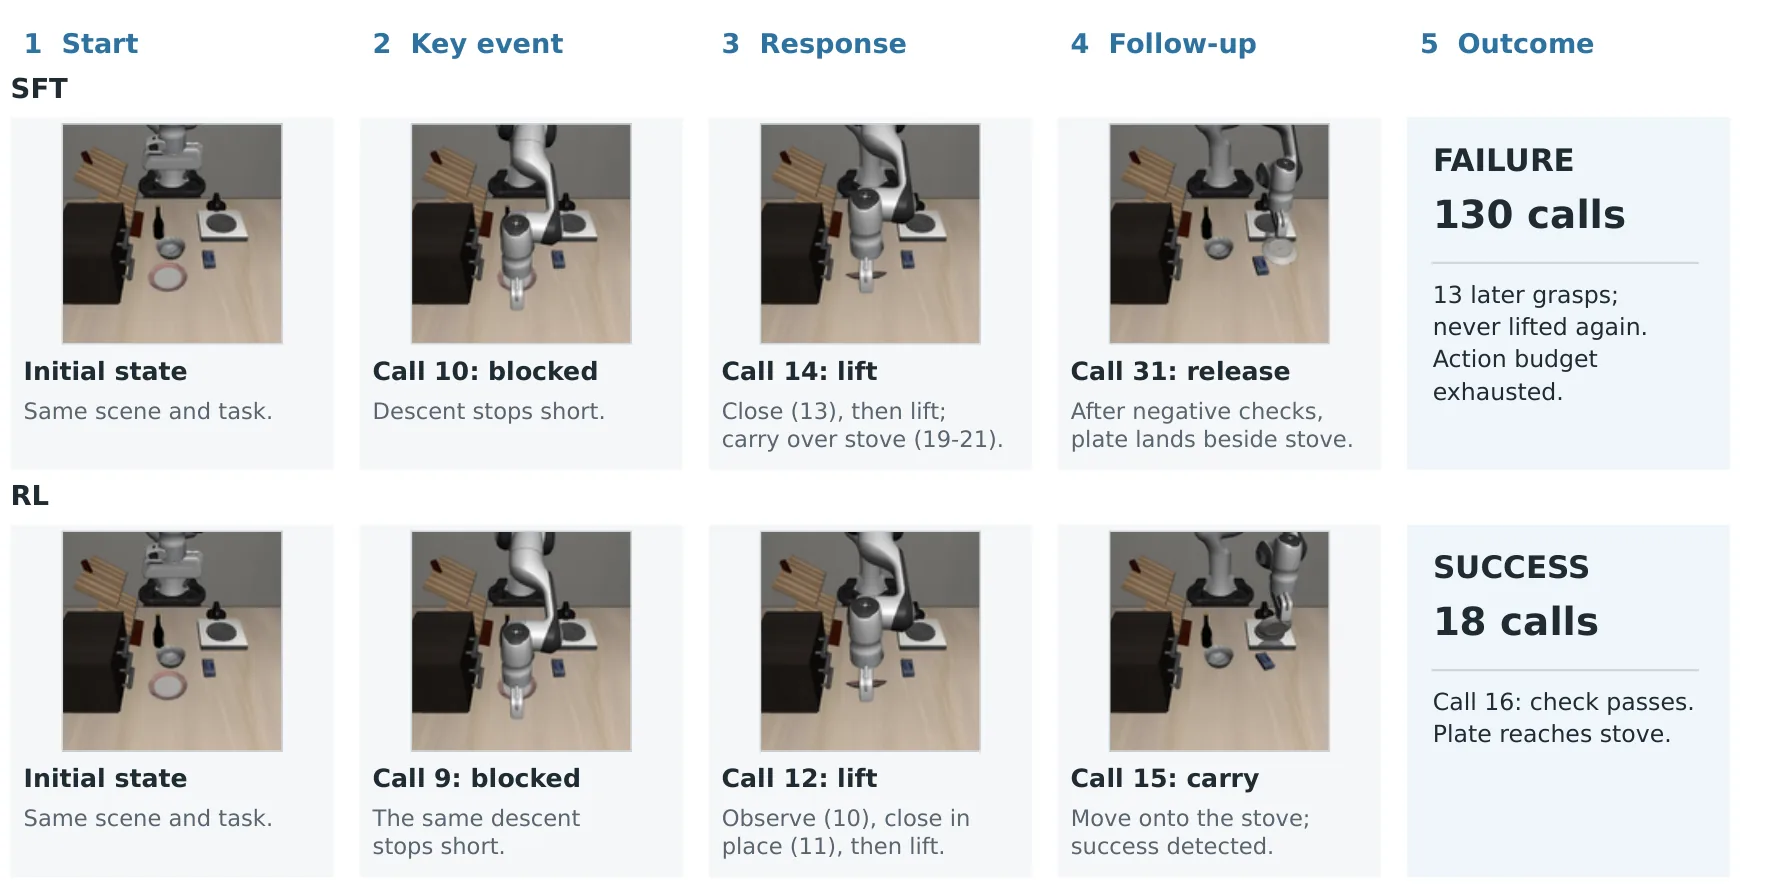 1 Start
2 Key event
3 Response
4 Follow-up
5 Outcome
SFT
Initial state
Same scene and task.
Call 10: blocked
Descent stops short.
Call 14: lift
Close (13), then lift;
carry over stove (19-21).
Call 31: release
After negative checks,
plate lands beside stove.
FAILURE
130 calls
13 later grasps;
never lifted again.
Action budget
exhausted.
RL
Initial state
Same scene and task.
Call 9: blocked
The same descent
stops short.
Call 12: lift
Observe (10), close in
place (11), then lift.
Call 15: carry
Move onto the stove;
success detected.
SUCCESS
18 calls
Call 16: check passes.
Plate reaches stove.